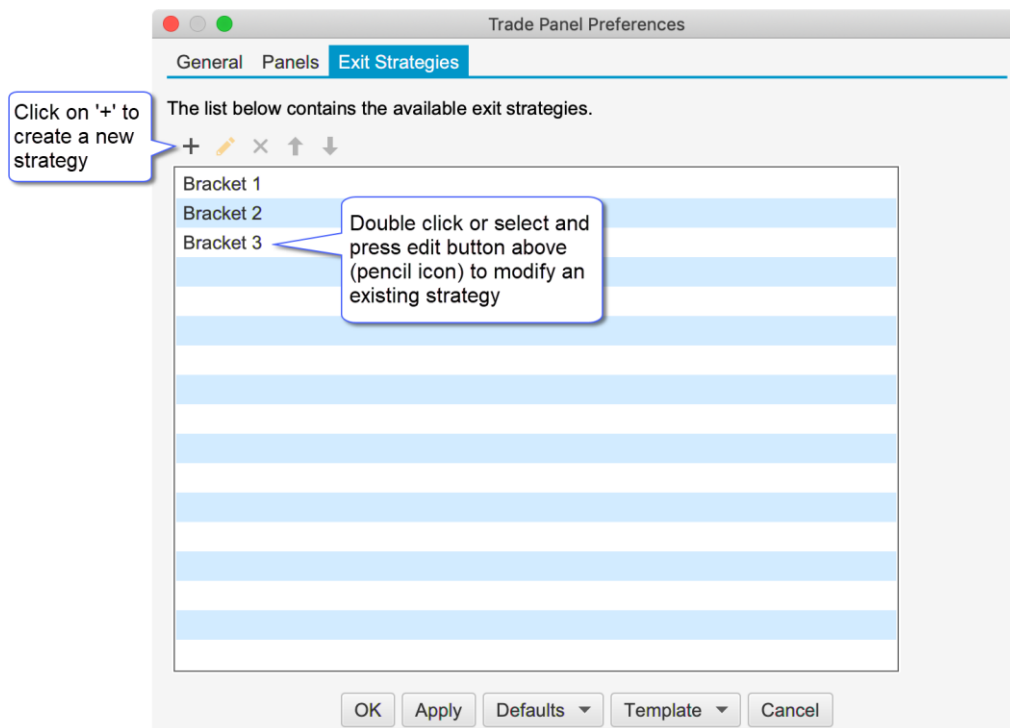 Trade Panel Preferences
General Panels Exit Strategies
Click on '+' to
create a new
strategy
The list below contains the available exit strategies.
Bracket 1
Bracket 2
Bracket 3
Double click or select and
press edit button above
(pencil icon) to modify an
existing strategy
OK Apply Defaults Template Cancel